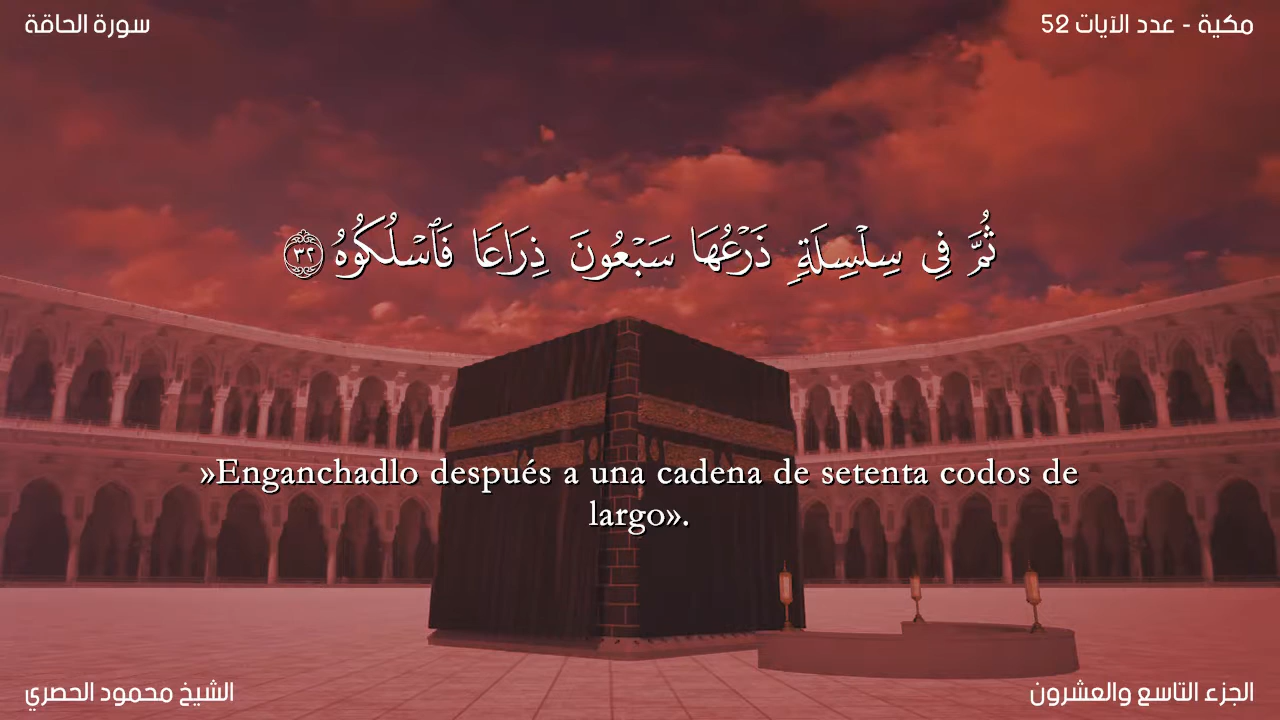 سورة الحاقة
مكية - عدد الآيات 52
ثُمَّ فِى سِلْسِلَةٍ ذَرْعُهَا سَبْعُونَ ذِرَاعًا فَٱسْلُكُوهُ ٣٢
»Enganchadlo después a una cadena de setenta codos de
largo».
الشيخ محمود الحصري
الجزء التاسع والعشرون